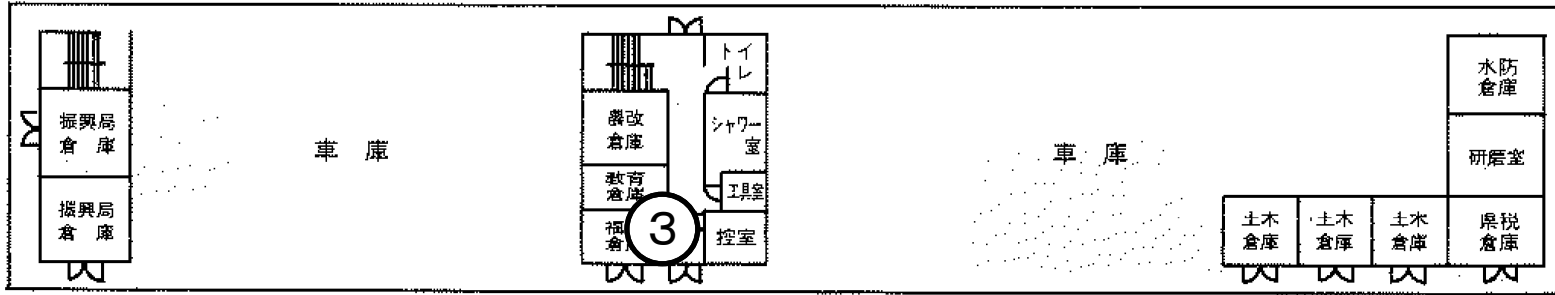 トイ
レ
水防
倉庫
振興局
倉 庫
改
倉庫
シャワー
室
車 庫
車 庫
研磨室
教育
倉庫
工具室
振興局
倉 庫
福
倉
3
控室
土木
倉庫
土木
倉庫
土木
倉庫
県税
倉庫